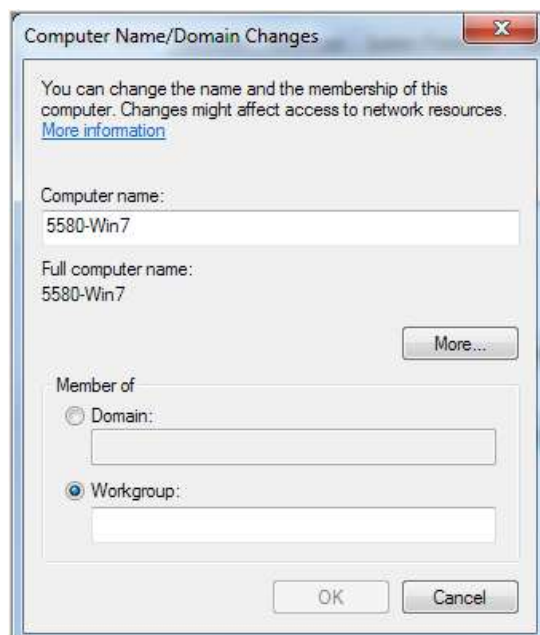 Computer Name/Domain Changes
You can change the name and the membership of this
computer. Changes might affect access to network resources.
More information
Computer name:
5580-Win7
Full computer name:
5580-Win7
More...
Member of
Domain:
Workgroup:
OK
Cancel